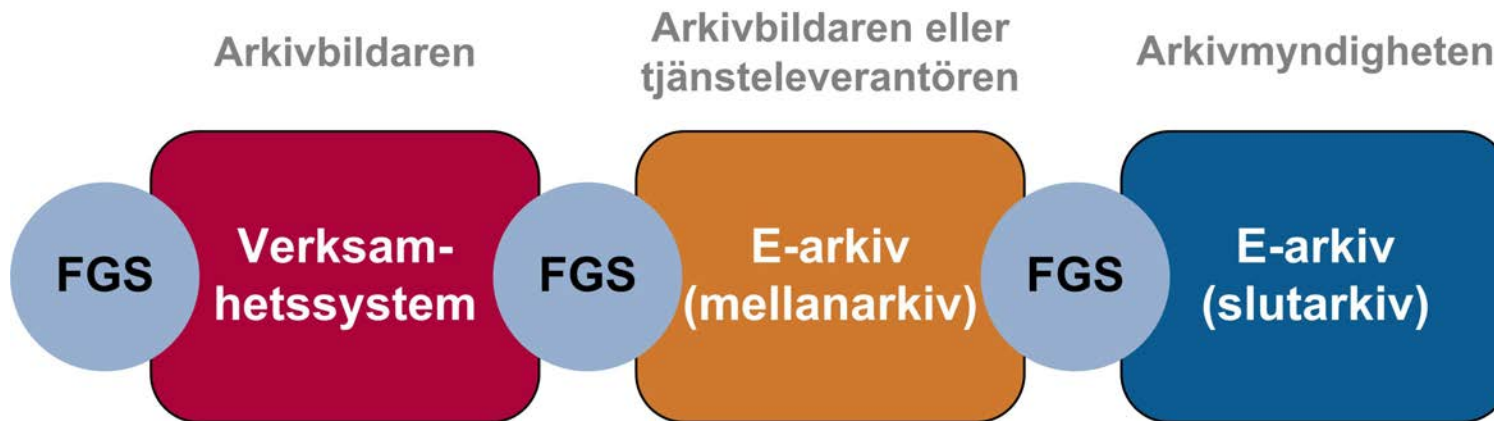 Arkivbildaren
Arkivbildaren eller
tjänsteleverantören
Arkivmyndigheten
FGS
Verksam-
hetssystem
FGS
E-arkiv
(mellanarkiv)
FGS
E-arkiv
(slutarkiv)